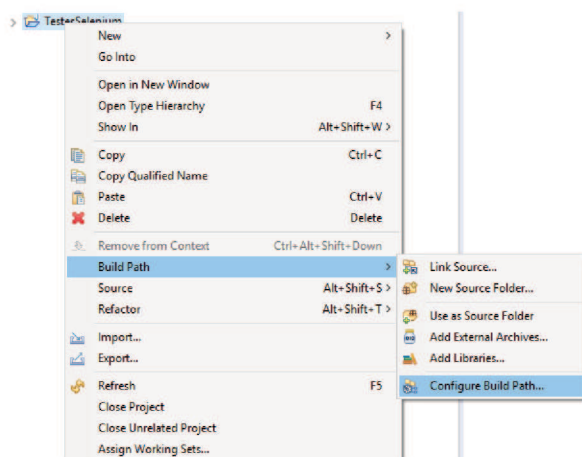 TesterSelenium
New >
Go Into
Open in New Window
Open Type Hierarchy F4
Show In Alt+Shift+W >
Copy Ctrl+C
Copy Qualified Name
Paste Ctrl+V
Delete Delete
Remove from Context Ctrl+Alt+Shift+Down
Build Path >
Source Alt+Shift+S >
Refactor Alt+Shift+T >
Import...
Export...
Refresh F5
Close Project
Close Unrelated Project
Assign Working Sets...
Link Source...
New Source Folder...
Use as Source Folder
Add External Archives...
Add Libraries...
Configure Build Path...